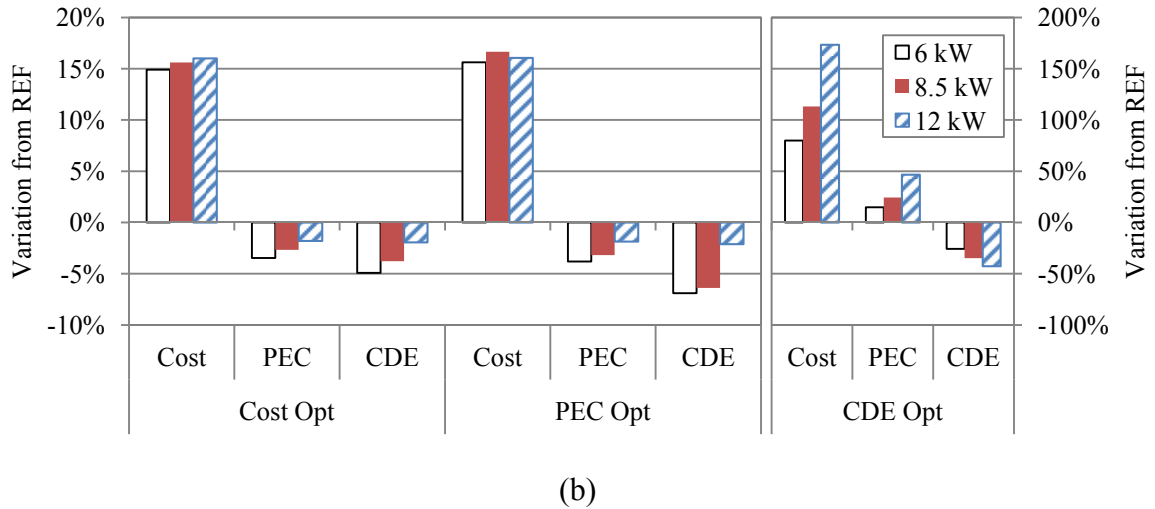 20%
15%
10%
5%
0%
-5%
-10%
Variation from REF
200%
150%
100%
50%
0%
-50%
-100%
Variation from REF
6 kW
8.5 kW
12 kW
Cost PEC CDE Cost PEC CDE Cost PEC CDE
Cost Opt PEC Opt CDE Opt
(b)